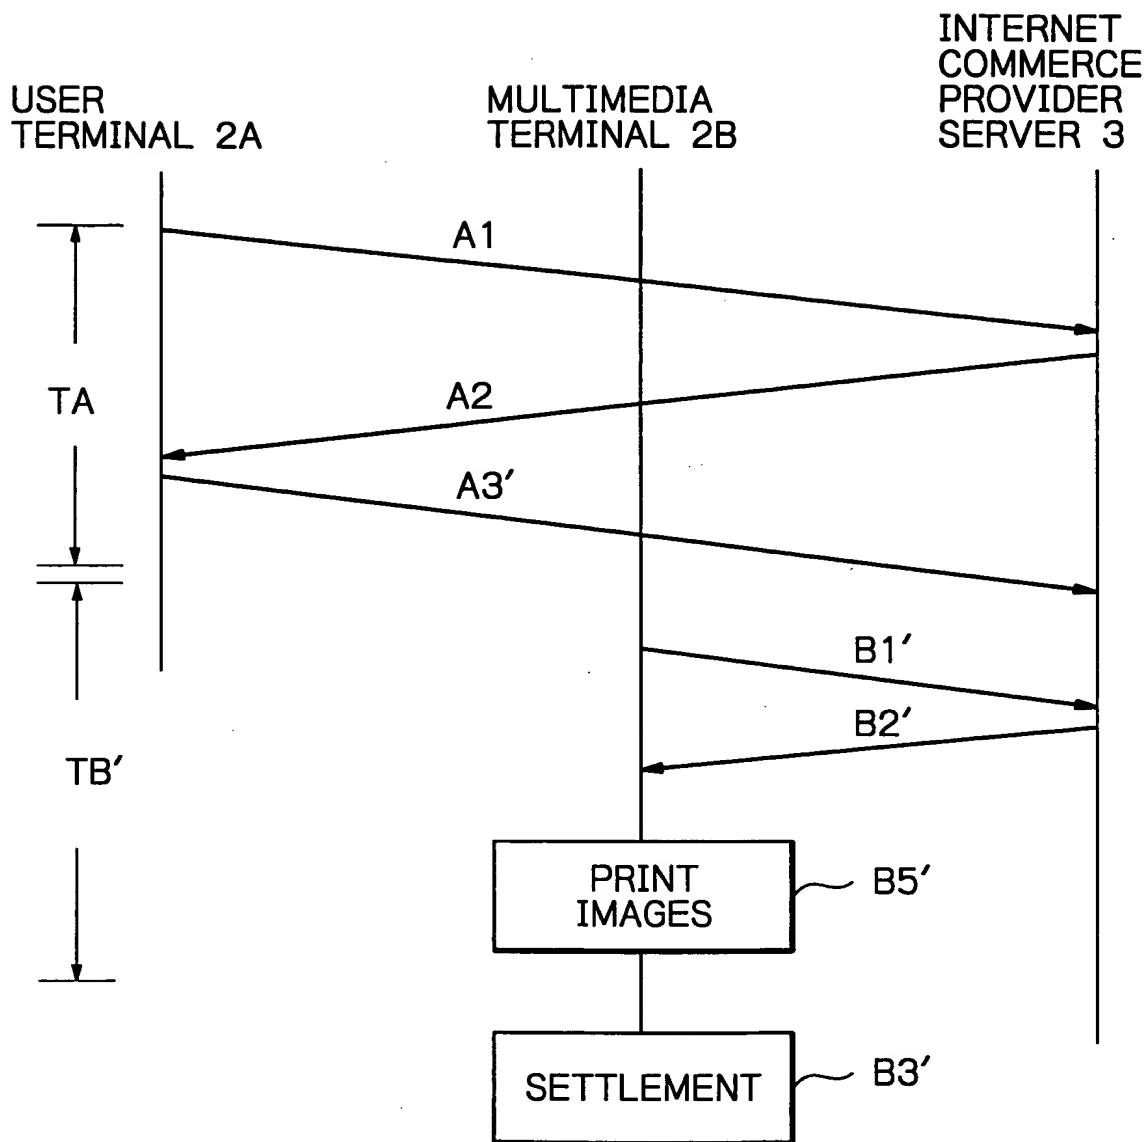 INTERNET
COMMERCE
PROVIDER
SERVER 3
USER
TERMINAL 2A
MULTIMEDIA
TERMINAL 2B
A1
TA
A2
A3′
B1′
B2′
TB′
PRINT
IMAGES
B5′
SETTLEMENT
B3′